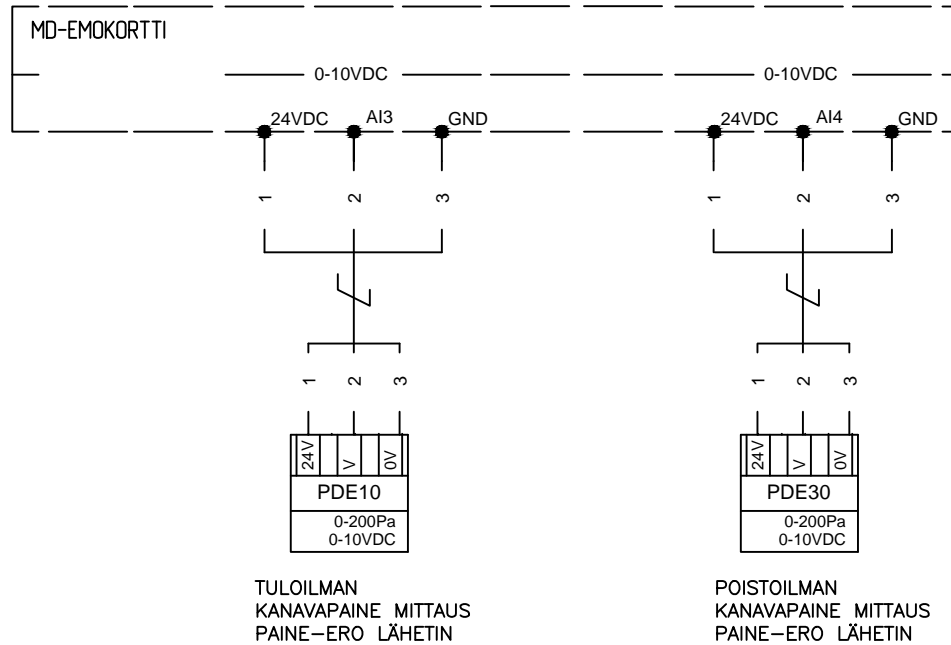 MD-EMOKORTTI
0-10VDC 0-10VDC
24VDC AI3 GND 24VDC AI4 GND
1 2 3 1 2 3
1 2 3 1 2 3
24V V 0V 24V V 0V
PDE10 PDE30
0-200Pa 0-200Pa
0-10VDC 0-10VDC
TULOILMAN
KANAVAPAINE MITTAUS
PAINE-ERO LÄHETIN
POISTOILMAN
KANAVAPAINE MITTAUS
PAINE-ERO LÄHETIN